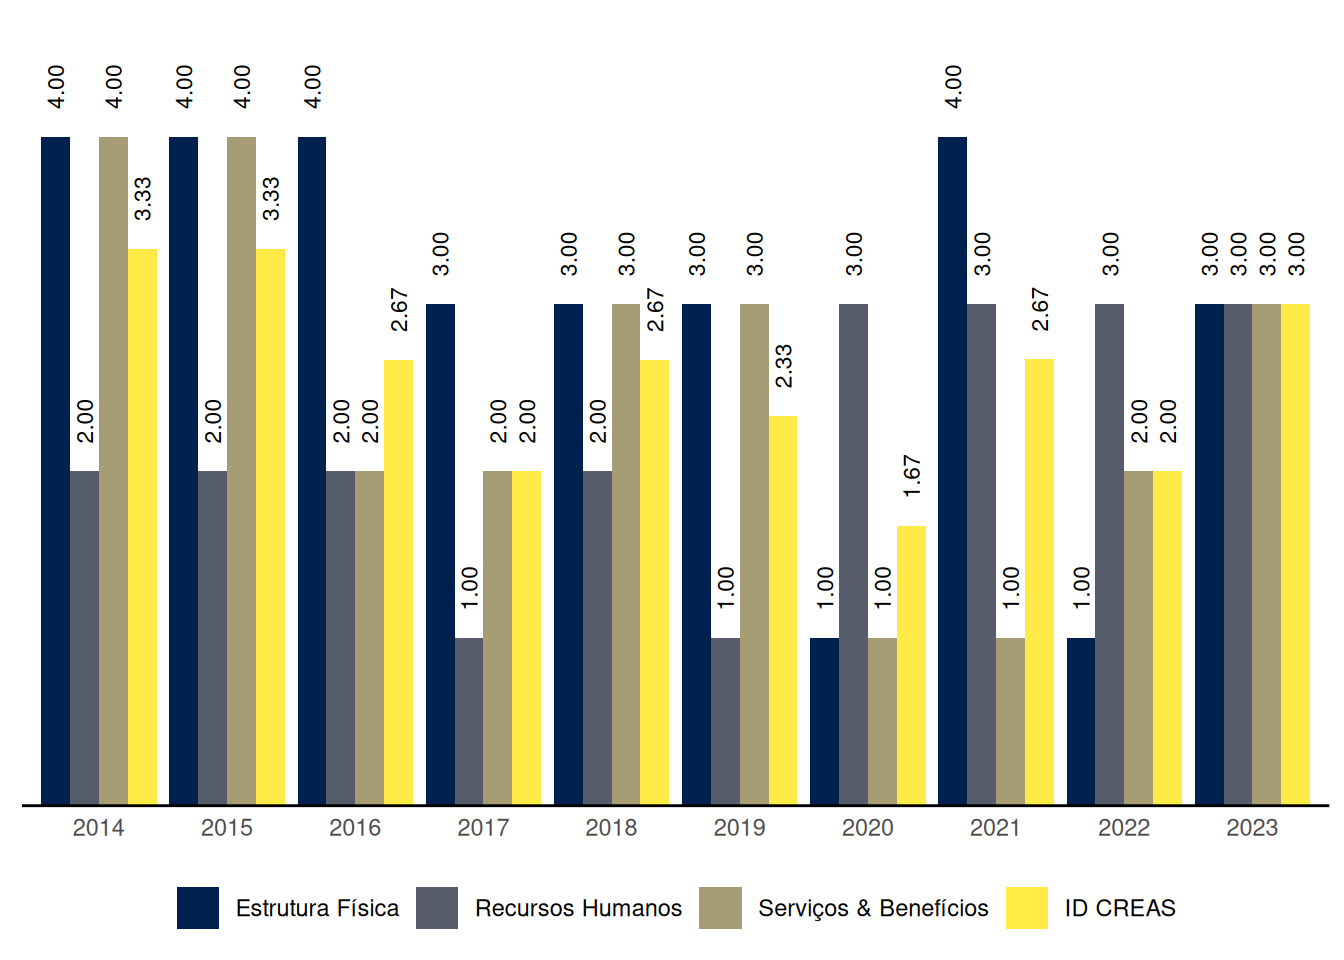 4.00 4.00 4.00 4.00 4.00 4.00
3.33 3.33
3.00 3.00 3.00 3.00 3.00 3.00 3.00 3.00 3.00 3.00 3.00 3.00
2.67 2.67 2.67
2.33
2.00 2.00 2.00 2.00 2.00 2.00 2.00 2.00 2.00
1.67
1.00 1.00 1.00 1.00 1.00 1.00
2014 2015 2016 2017 2018 2019 2020 2021 2022 2023
Estrutura Física Recursos Humanos Serviços & Benefícios ID CREAS